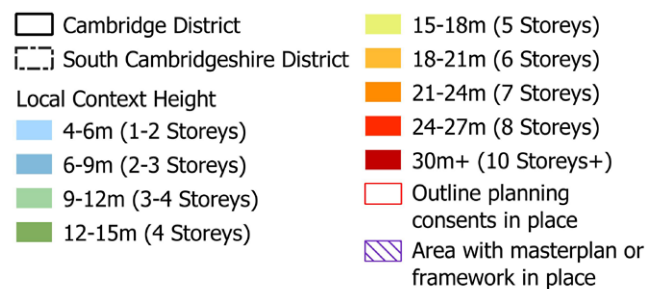 Cambridge District
South Cambridgeshire District
Local Context Height
4-6m (1-2 Storeys)
6-9m (2-3 Storeys)
9-12m (3-4 Storeys)
12-15m (4 Storeys)
15-18m (5 Storeys)
18-21m (6 Storeys)
21-24m (7 Storeys)
24-27m (8 Storeys)
30m+ (10 Storeys+)
Outline planning
consents in place
Area with masterplan or
framework in place